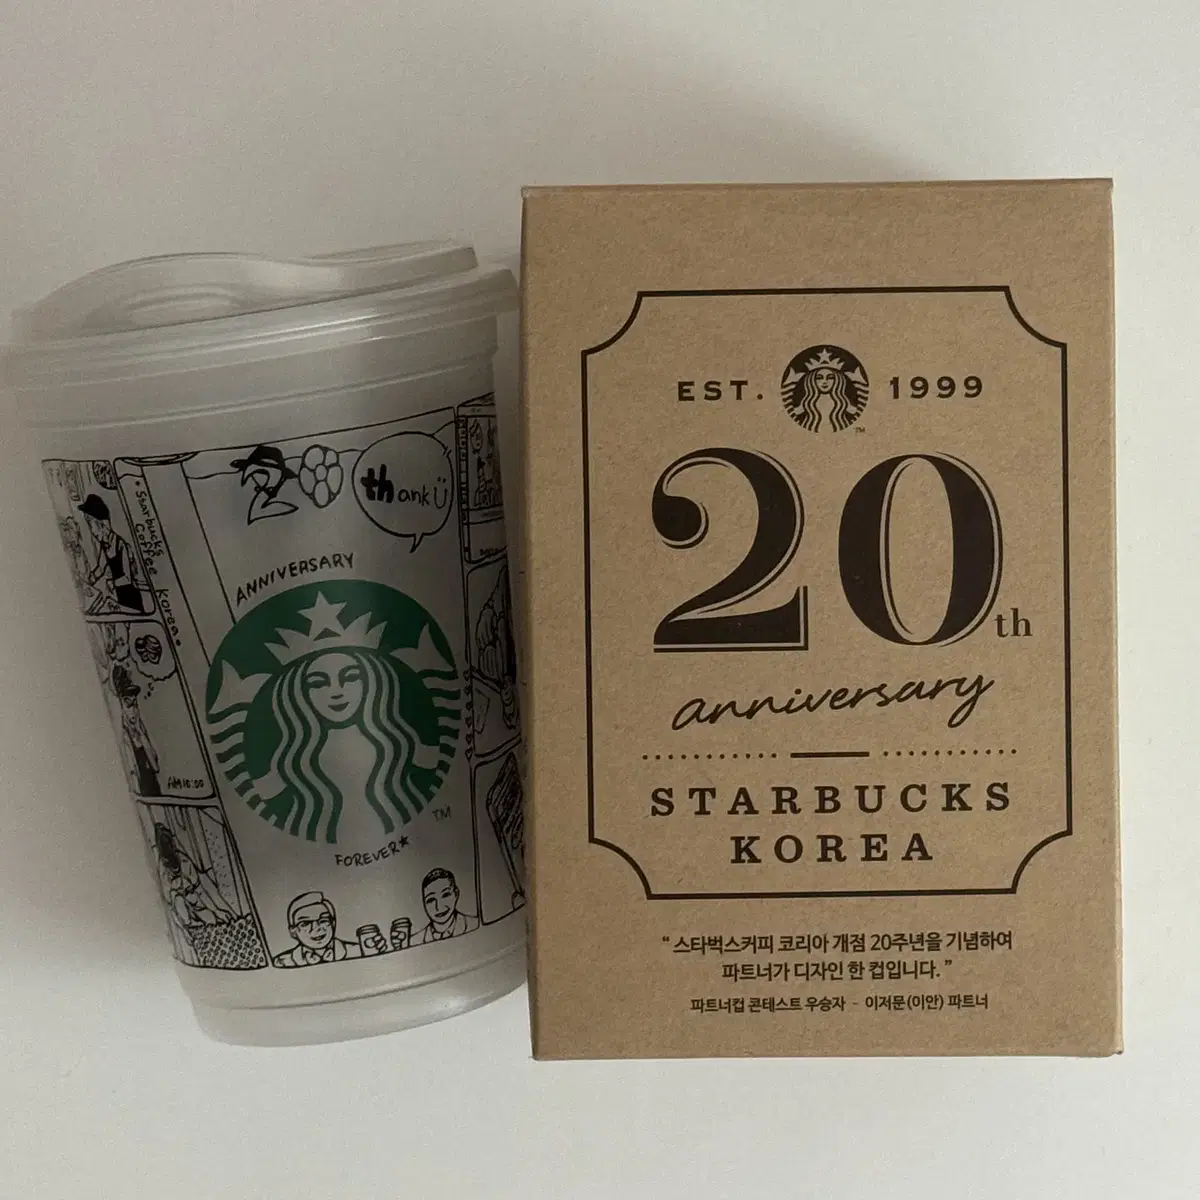 20 thank Ü
ANNIVERSARY
* Starbucks
Coffee Korea.
AM 10:00
TM
FOREVER*
EST. 1999
TM
20th
anniversary
STARBUCKS
KOREA
“ 스타벅스커피 코리아 개점 20주년을 기념하여
파트너가 디자인 한 컵입니다. ”
파트너컵 콘테스트 우승자 - 이저문(이안) 파트너